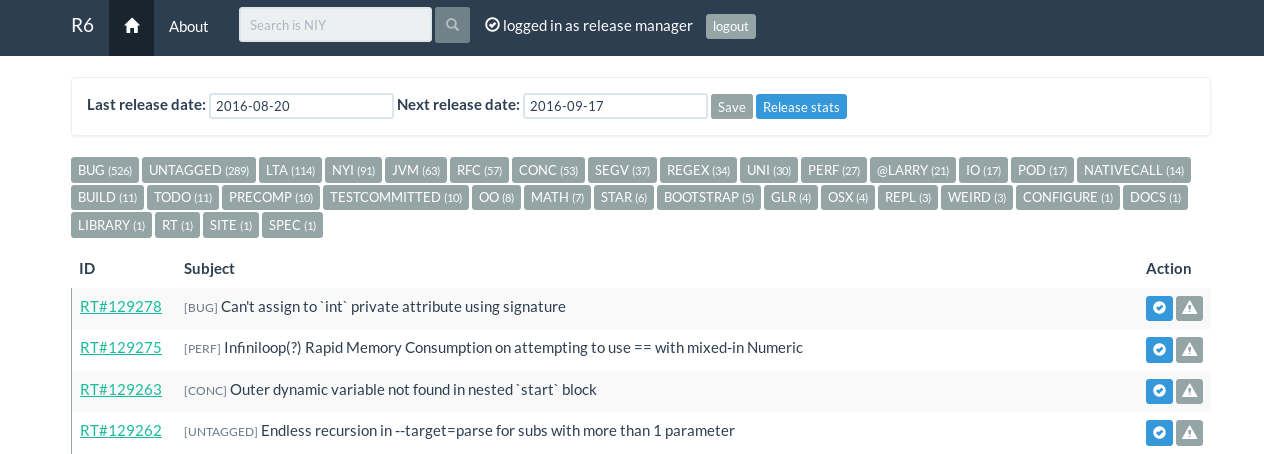 R6 About Search is NIY logged in as release manager logout
Last release date: 2016-08-20 Next release date: 2016-09-17 Save Release stats
BUG (526) UNTAGGED (289) LTA (114) NYI (91) JVM (63) RFC (57) CONC (53) SEGV (37) REGEX (34) UNI (30) PERF (27) @LARRY (21) IO (17) POD (17) NATIVECALL (14)
BUILD (11) TODO (11) PRECOMP (10) TESTCOMMITTED (10) OO (8) MATH (7) STAR (6) BOOTSTRAP (5) GLR (4) OSX (4) REPL (3) WEIRD (3) CONFIGURE (1) DOCS (1)
LIBRARY (1) RT (1) SITE (1) SPEC (1)
ID Subject Action
RT#129278 [BUG] Can't assign to `int` private attribute using signature
RT#129275 [PERF] Infiniloop(?) Rapid Memory Consumption on attempting to use == with mixed-in Numeric
RT#129263 [CONC] Outer dynamic variable not found in nested `start` block
RT#129262 [UNTAGGED] Endless recursion in --target=parse for subs with more than 1 parameter